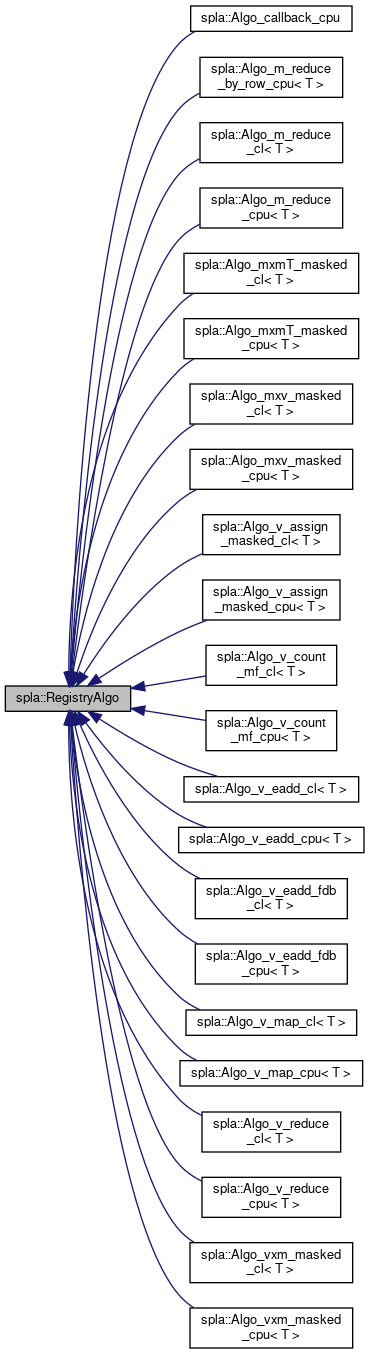 spla::Algo_callback_cpu
spla::Algo_m_reduce
_by_row_cpu< T >
spla::Algo_m_reduce
_cl< T >
spla::Algo_m_reduce
_cpu< T >
spla::Algo_mxmT_masked
_cl< T >
spla::Algo_mxmT_masked
_cpu< T >
spla::Algo_mxv_masked
_cl< T >
spla::Algo_mxv_masked
_cpu< T >
spla::Algo_v_assign
_masked_cl< T >
spla::Algo_v_assign
_masked_cpu< T >
spla::Algo_v_count
_mf_cl< T >
spla::RegistryAlgo
spla::Algo_v_count
_mf_cpu< T >
spla::Algo_v_eadd_cl< T >
spla::Algo_v_eadd_cpu< T >
spla::Algo_v_eadd_fdb
_cl< T >
spla::Algo_v_eadd_fdb
_cpu< T >
spla::Algo_v_map_cl< T >
spla::Algo_v_map_cpu< T >
spla::Algo_v_reduce
_cl< T >
spla::Algo_v_reduce
_cpu< T >
spla::Algo_vxm_masked
_cl< T >
spla::Algo_vxm_masked
_cpu< T >